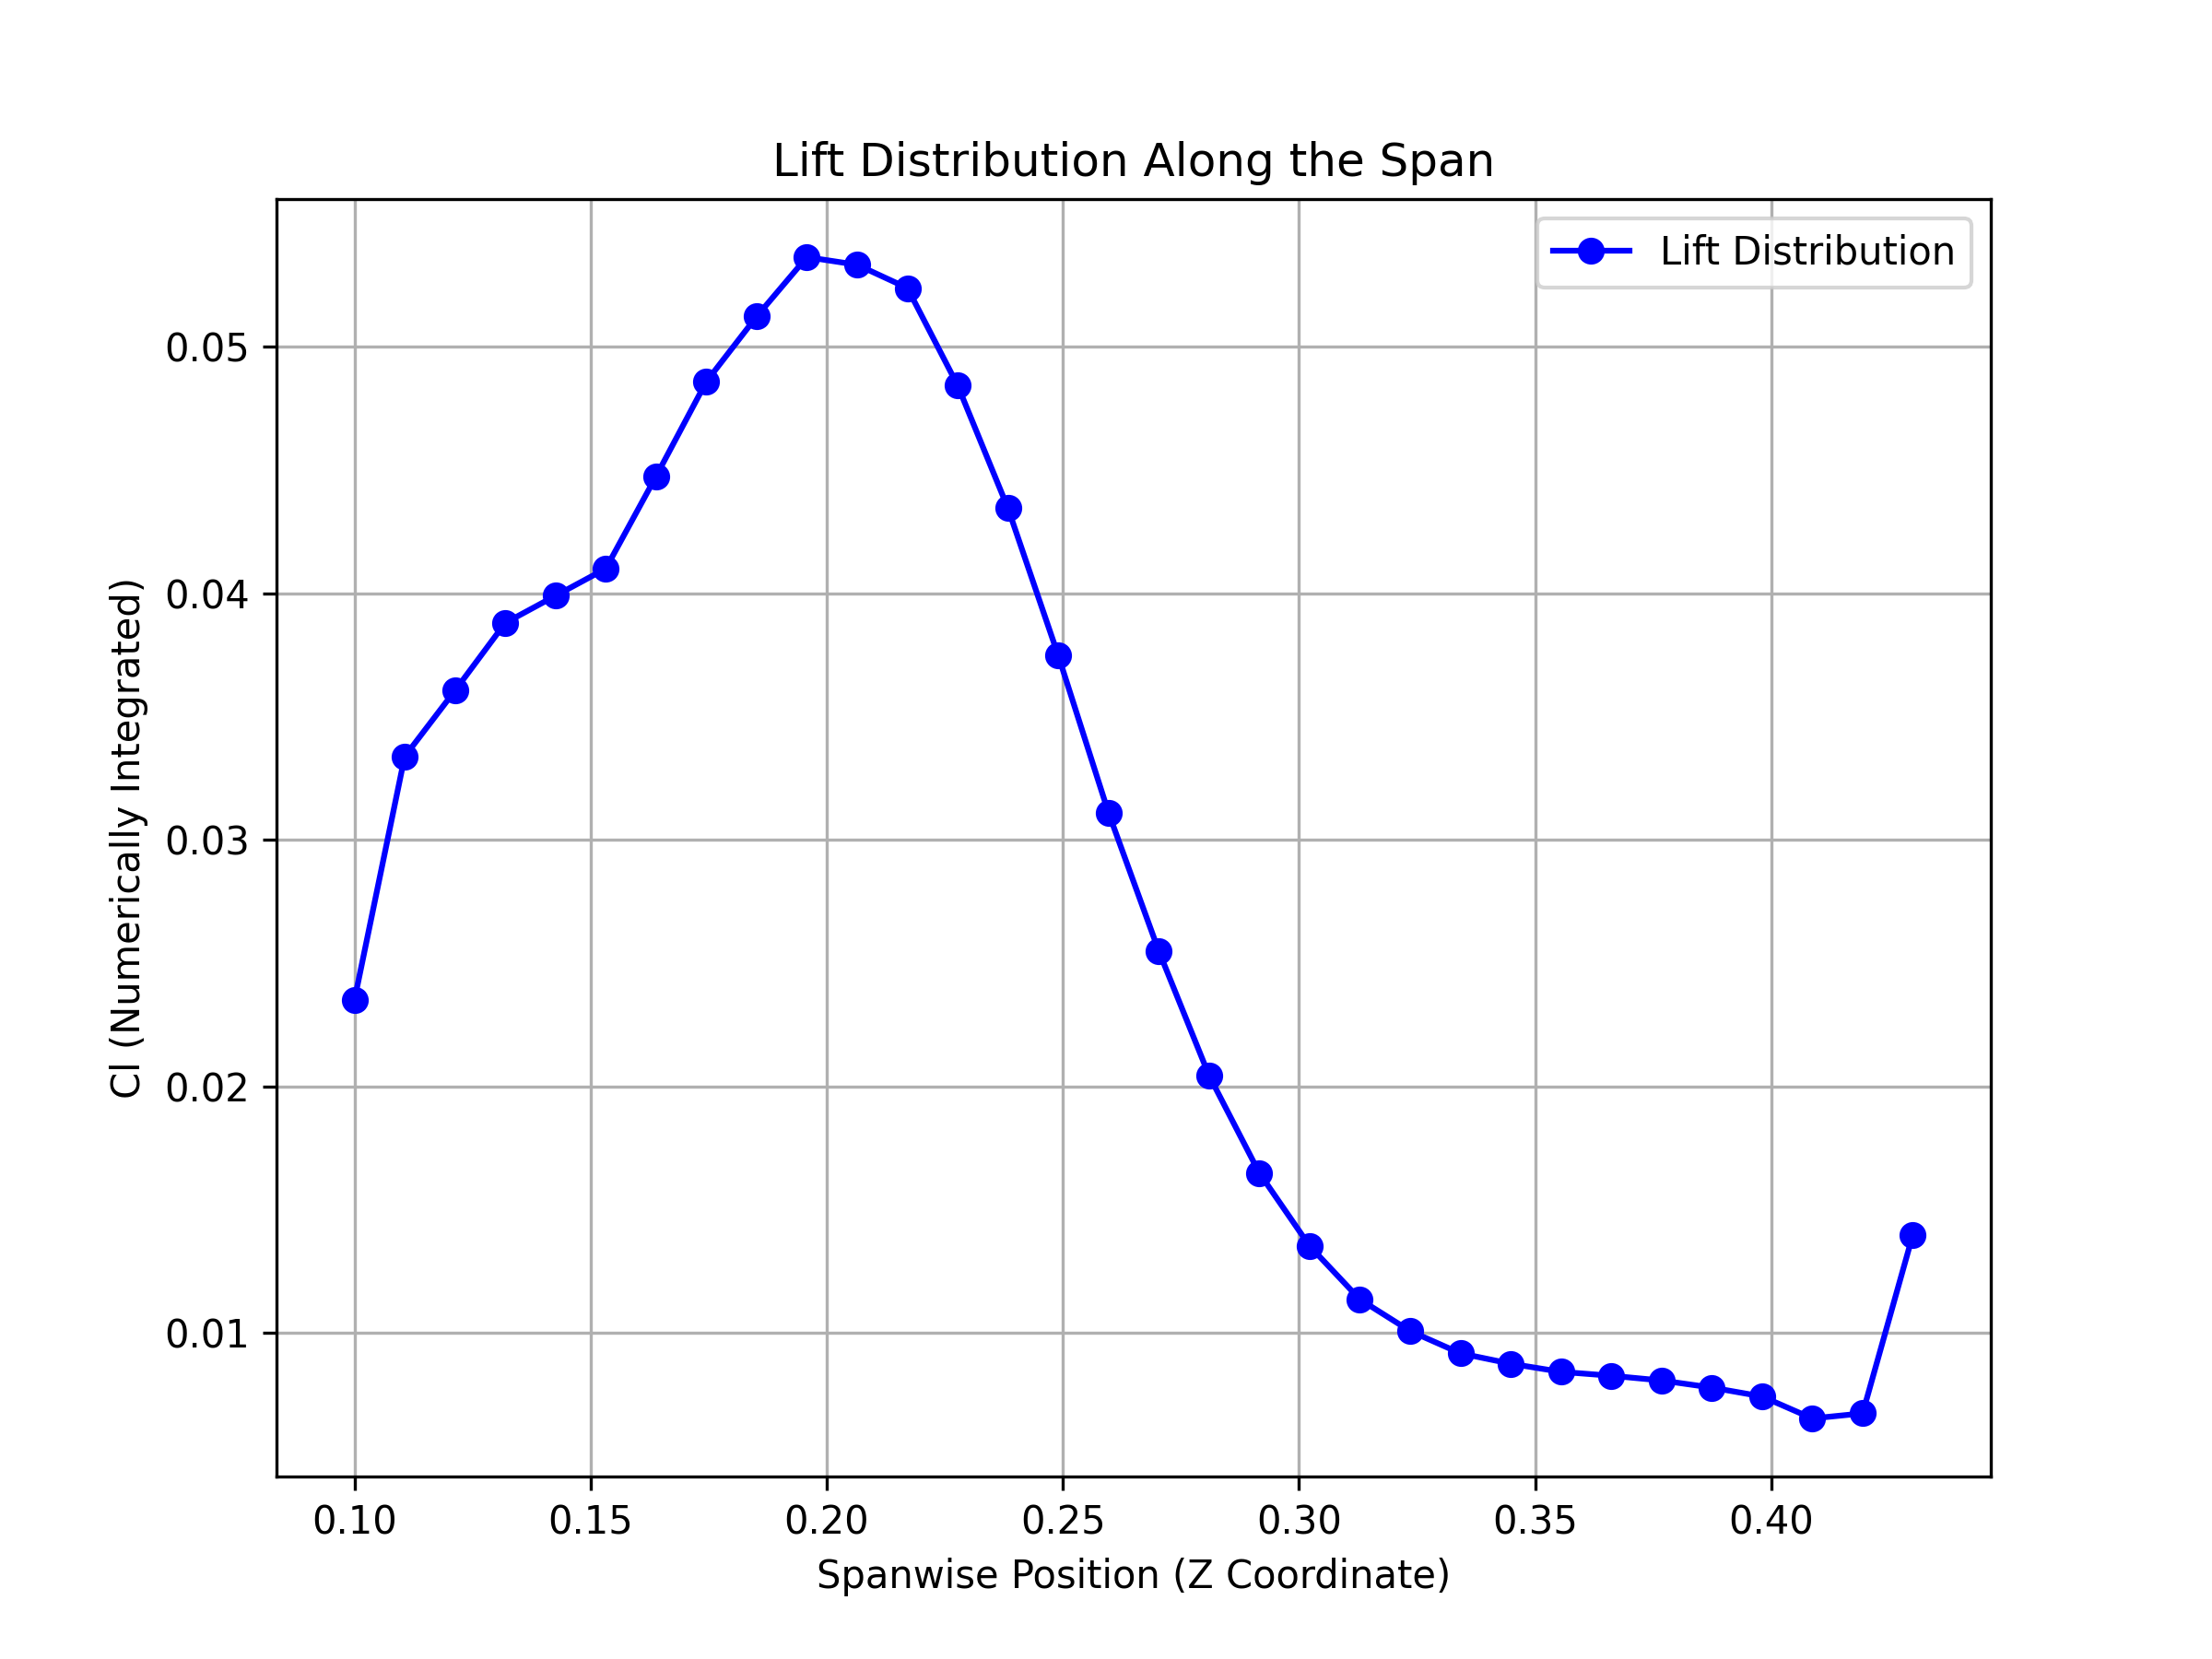 Lift Distribution Along the Span
Lift Distribution
Cl (Numerically Integrated)
0.05
0.04
0.03
0.02
0.01
0.10 0.15 0.20 0.25 0.30 0.35 0.40
Spanwise Position (Z Coordinate)